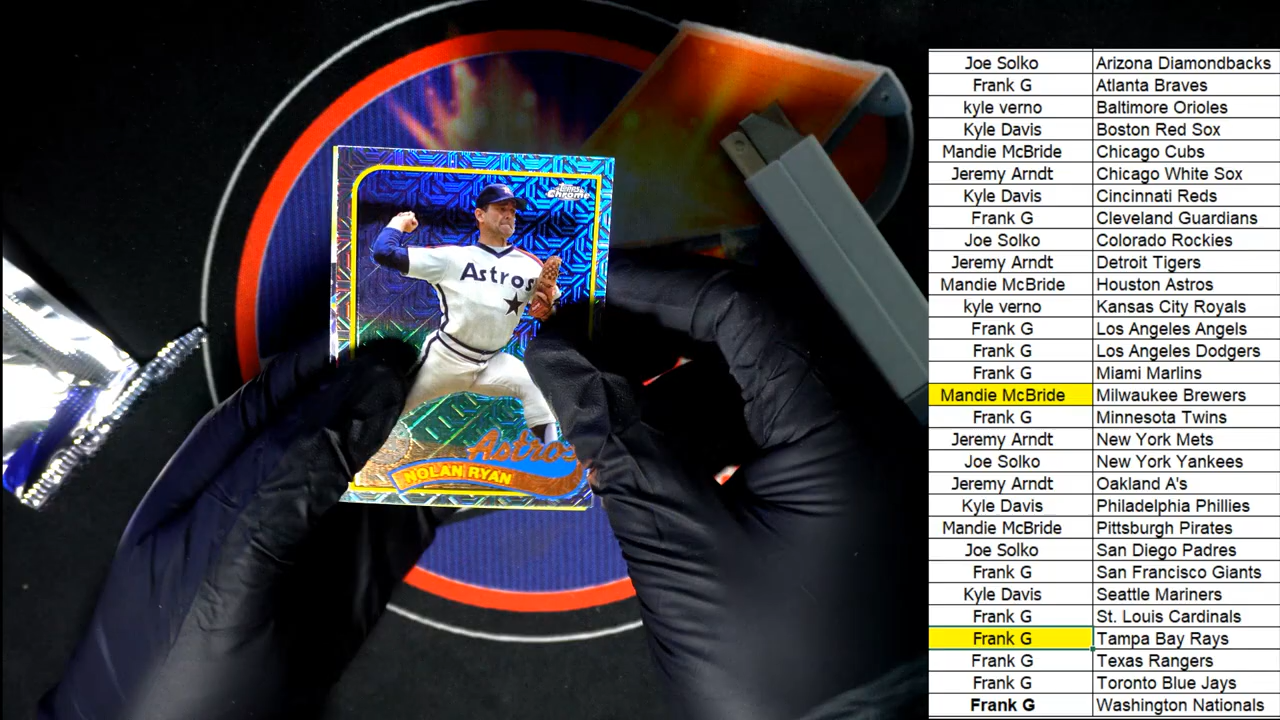 Topps
Chrome
Astros
Astros
NOLAN RYAN
Joe Solko Arizona Diamondbacks
Frank G Atlanta Braves
kyle verno Baltimore Orioles
Kyle Davis Boston Red Sox
Mandie McBride Chicago Cubs
Jeremy Arndt Chicago White Sox
Kyle Davis Cincinnati Reds
Frank G Cleveland Guardians
Joe Solko Colorado Rockies
Jeremy Arndt Detroit Tigers
Mandie McBride Houston Astros
kyle verno Kansas City Royals
Frank G Los Angeles Angels
Frank G Los Angeles Dodgers
Frank G Miami Marlins
Mandie McBride Milwaukee Brewers
Frank G Minnesota Twins
Jeremy Arndt New York Mets
Joe Solko New York Yankees
Jeremy Arndt Oakland A's
Kyle Davis Philadelphia Phillies
Mandie McBride Pittsburgh Pirates
Joe Solko San Diego Padres
Frank G San Francisco Giants
Kyle Davis Seattle Mariners
Frank G St. Louis Cardinals
Frank G Tampa Bay Rays
Frank G Texas Rangers
Frank G Toronto Blue Jays
Frank G Washington Nationals